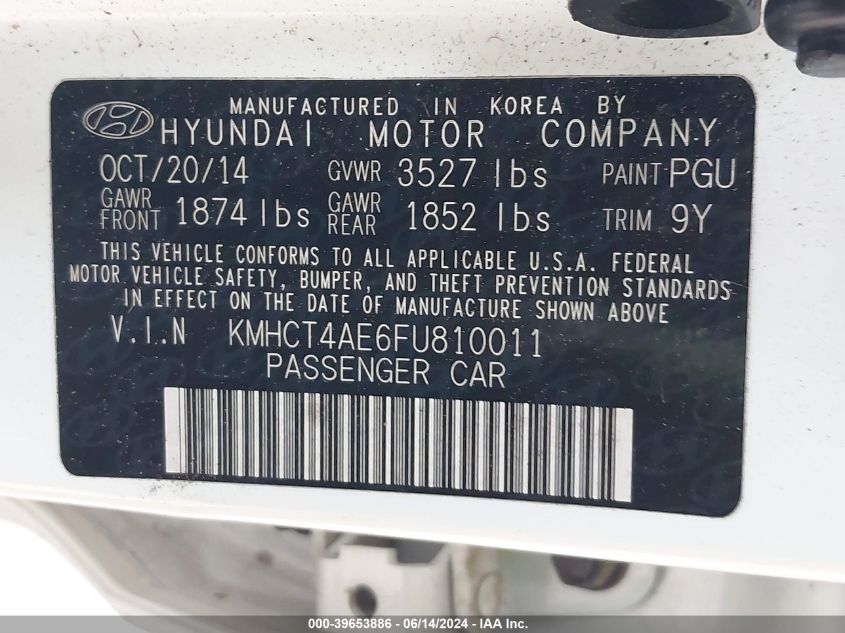 MANUFACTURED IN KOREA BY
HYUNDAI MOTOR COMPANY
OCT/20/14 GVWR 3527 lbs PAINT PGU
GAWR FRONT 1874 lbs GAWR REAR 1852 lbs TRIM 9Y
THIS VEHICLE CONFORMS TO ALL APPLICABLE U.S.A. FEDERAL
MOTOR VEHICLE SAFETY, BUMPER, AND THEFT PREVENTION STANDARDS
IN EFFECT ON THE DATE OF MANUFACTURE SHOWN ABOVE
V.I.N KMHCT4AE6FU810011
PASSENGER CAR
CONN-39653886 - 06/14/2024 - IAA Inc.